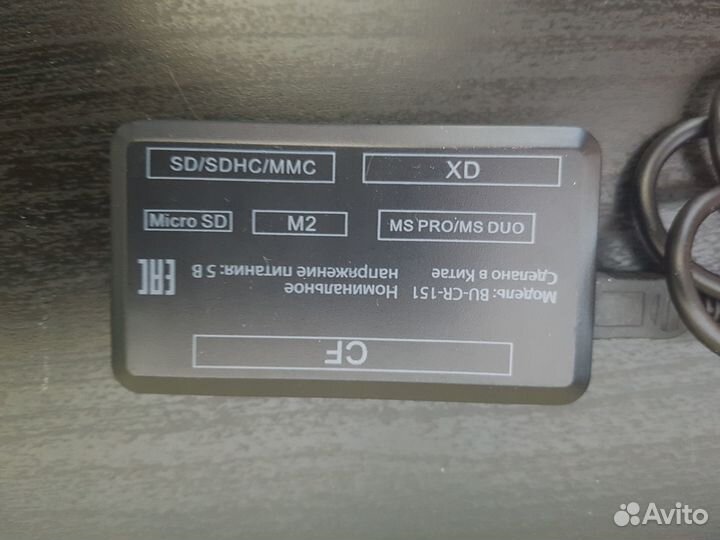 SD/SDHC/MMC
XD
Micro SD
M2
MS PRO/MS DUO
Модель: BU-CR-151
Сделано в Китае
Номинальное
напряжение питания: 5 В
EAC
CF
Avito